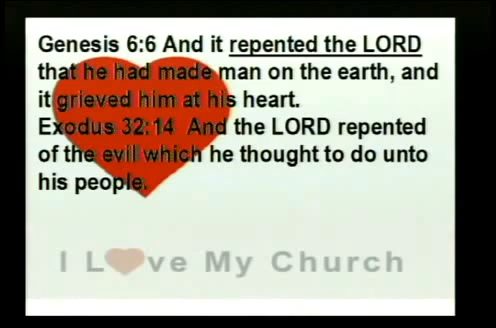 Genesis 6:6 And it repented the LORD
that he had made man on the earth, and
it grieved him at his heart.
Exodus 32:14 And the LORD repented
of the evil which he thought to do unto
his people.
I Love My Church